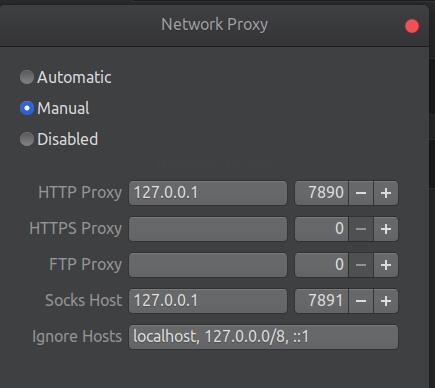 Network Proxy
Automatic
Manual
Disabled
HTTP Proxy 127.0.0.1 7890 − +
HTTPS Proxy 0 − +
FTP Proxy 0 − +
Socks Host 127.0.0.1 7891 − +
Ignore Hosts localhost, 127.0.0.0/8, ::1